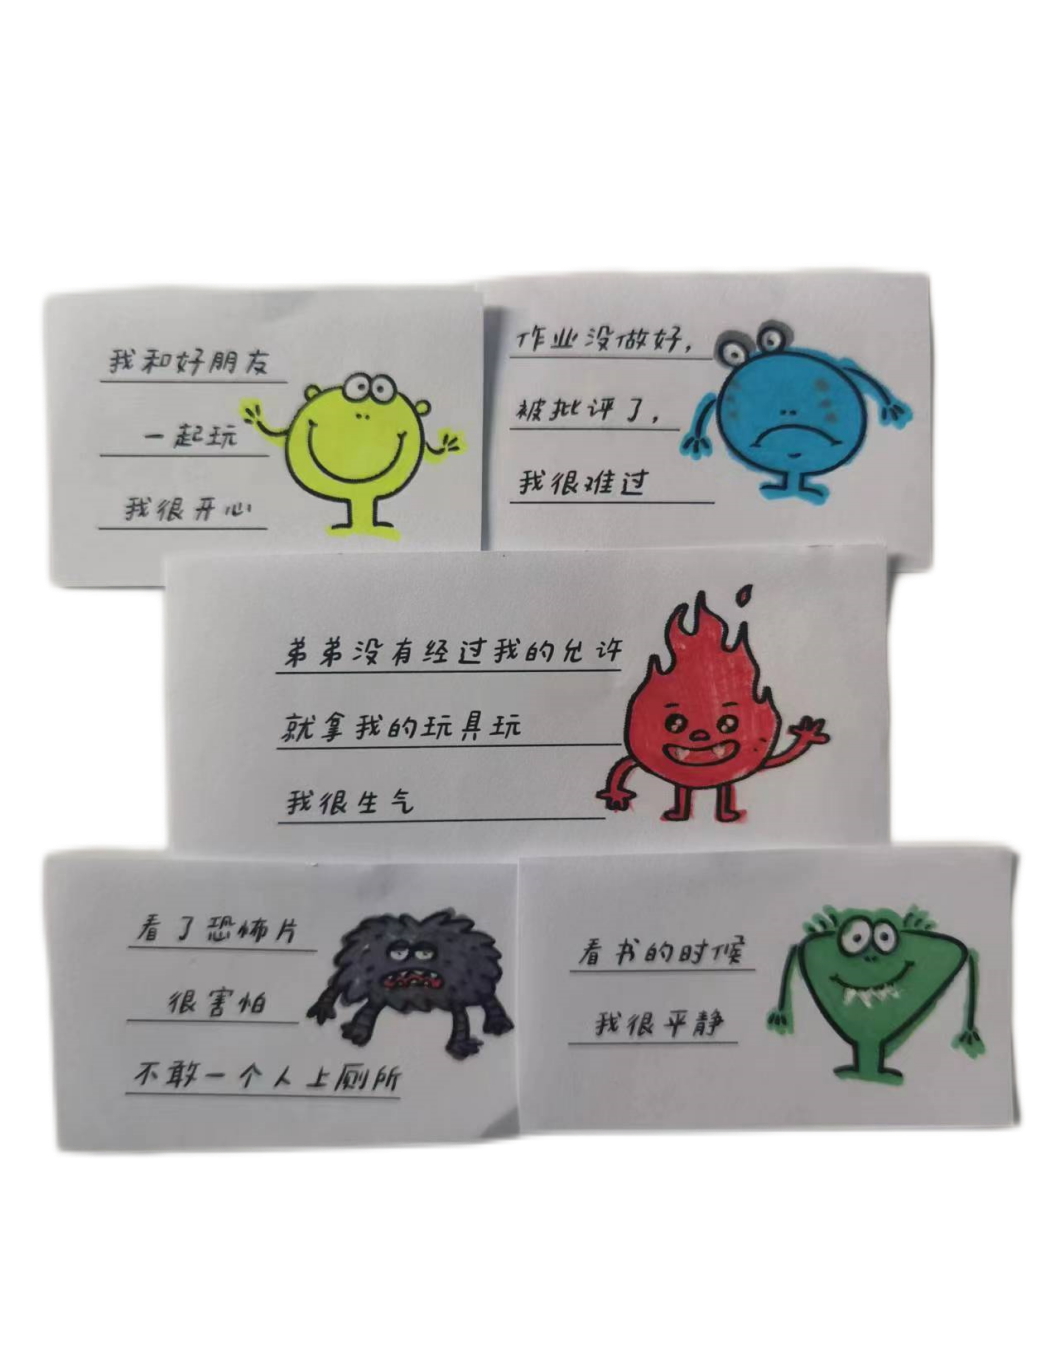 我和好朋友
一起玩
我很开心
作业没做好，
被批评了，
我很难过
弟弟没有经过我的允许
就拿我的玩具玩
我很生气
看了恐怖片
很害怕
不敢一个人上厕所
看书的时候
我很平静